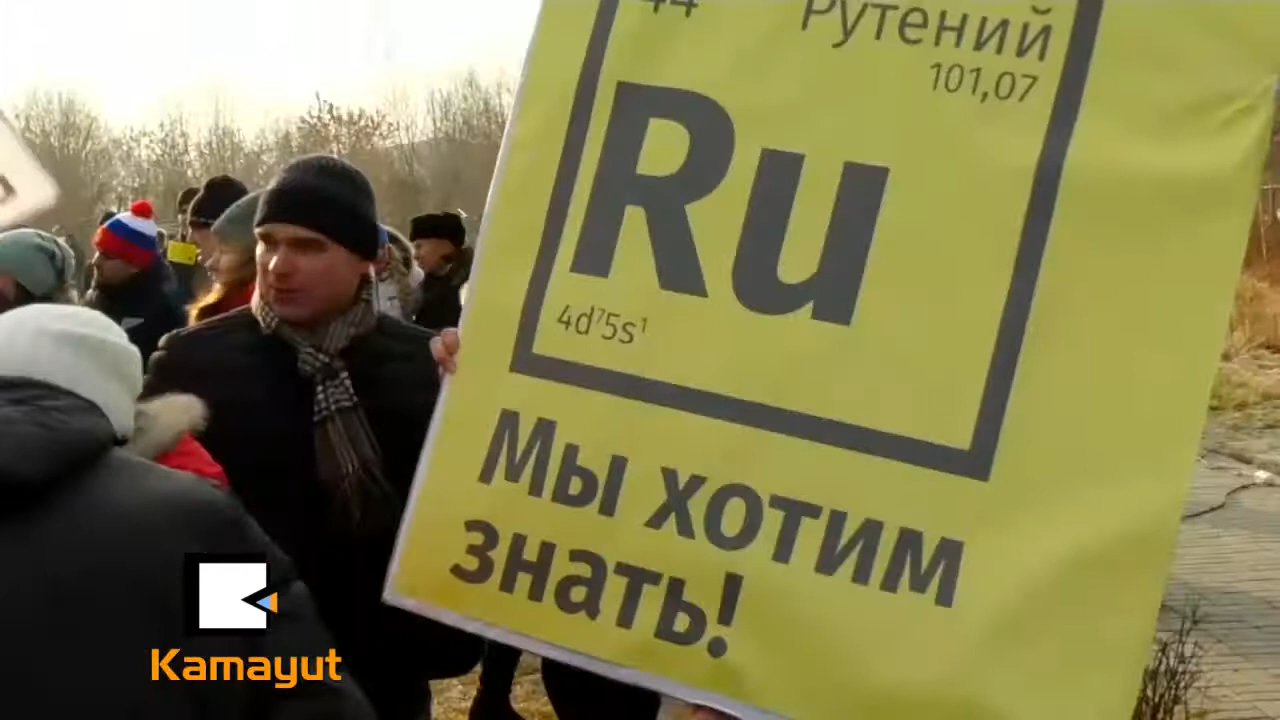 44
Рутений
101,07
Ru
4d⁷5s¹
Мы хотим
знать!
Kamayut